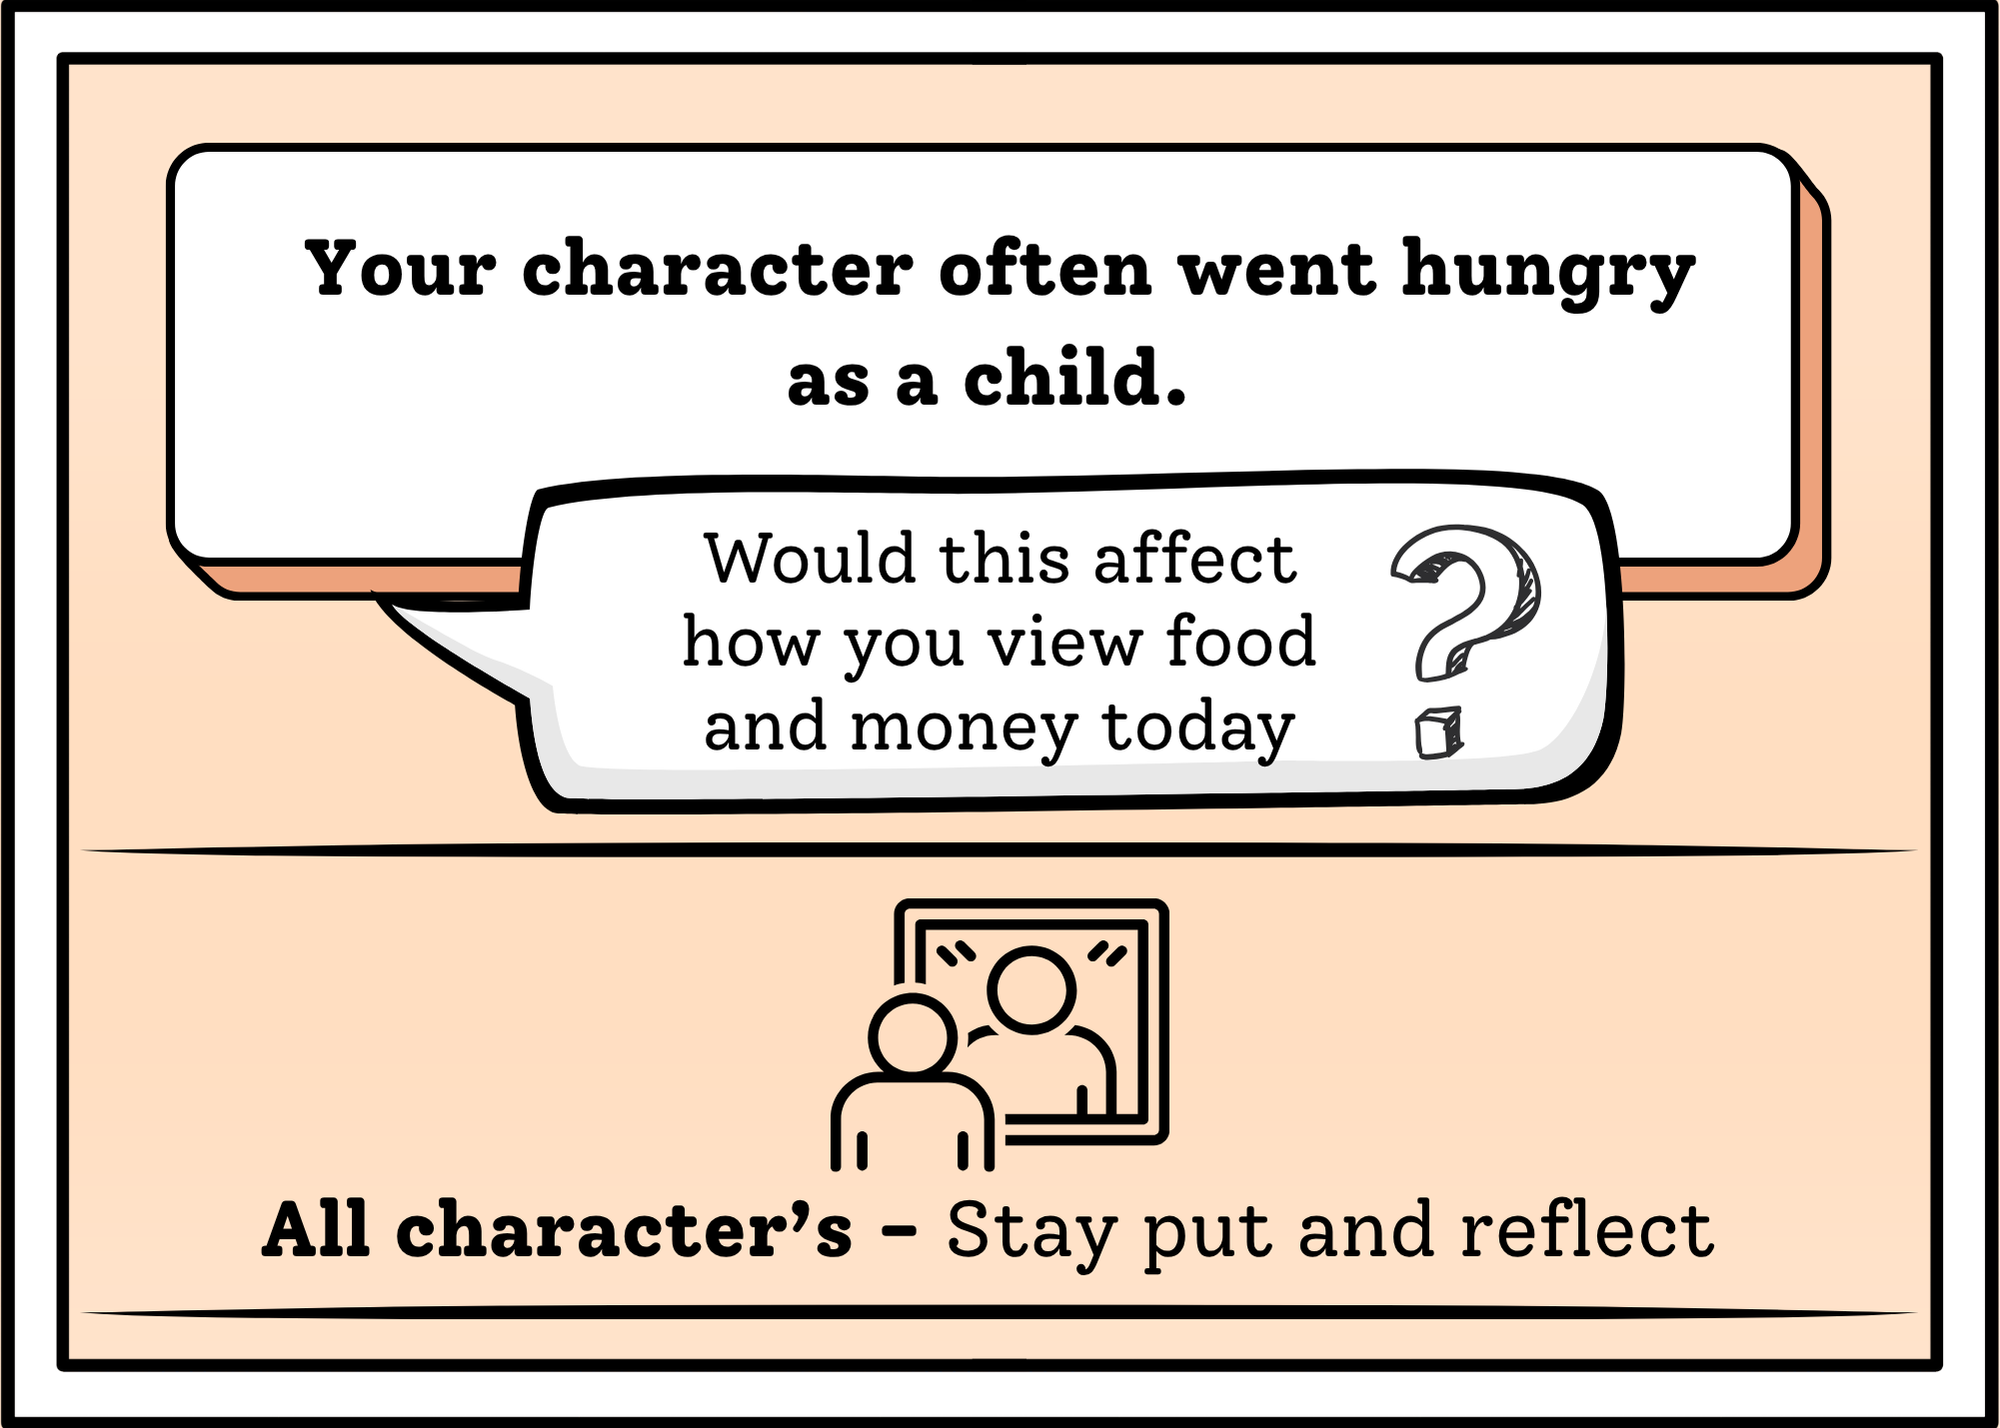 Your character often went hungry
as a child.
Would this affect
how you view food
and money today
?
All character’s – Stay put and reflect